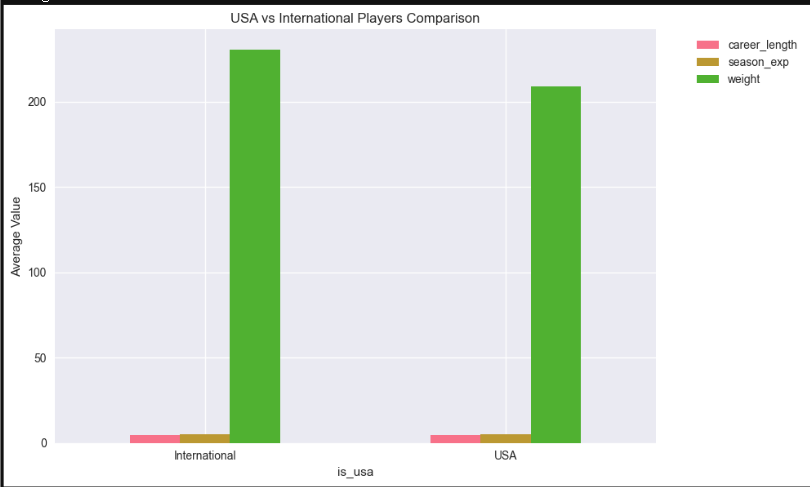 USA vs International Players Comparison
career_length
season_exp
weight
Average Value
200
150
100
50
0
International USA
is_usa